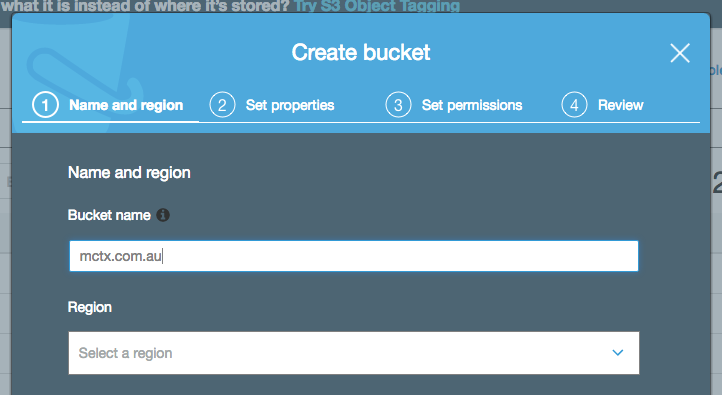 what it is instead of where it's stored? Try S3 Object Tagging
Create bucket
1 Name and region 2 Set properties 3 Set permissions 4 Review
Name and region
Bucket name
mctx.com.au
Region
Select a region